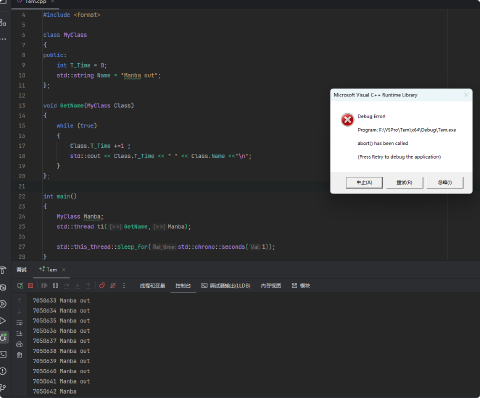 Tem.cpp
4 #include <format>
5
6 class MyClass
7 {
8 public:
9 int T_Time = 0;
10 std::string Name = "Manba out";
11 };
12
13 void GetName(MyClass Class)
14 {
15 while (true)
16 {
17 Class.T_Time +=1 ;
18 std::cout << Class.T_Time << " " << Class.Name <<"\n";
19 }
20 };
21
22 int main()
23 {
24 MyClass Manba;
25 std::thread t1(GetName, Manba);
26
27 std::this_thread::sleep_for(std::chrono::seconds(1));
28 }
Microsoft Visual C++ Runtime Library
Debug Error!
Program: F:\VSPro\Tem\x64\Debug\Tem.exe
abort() has been called
(Press Retry to debug the application)
中止(A) 重试(R) 忽略(I)
调试 Tem
线程和变量 控制台 调试器输出(LLDB) 内存视图 模块
7050633 Manba out
7050634 Manba out
7050635 Manba out
7050636 Manba out
7050637 Manba out
7050638 Manba out
7050639 Manba out
7050640 Manba out
7050641 Manba out
7050642 Manba